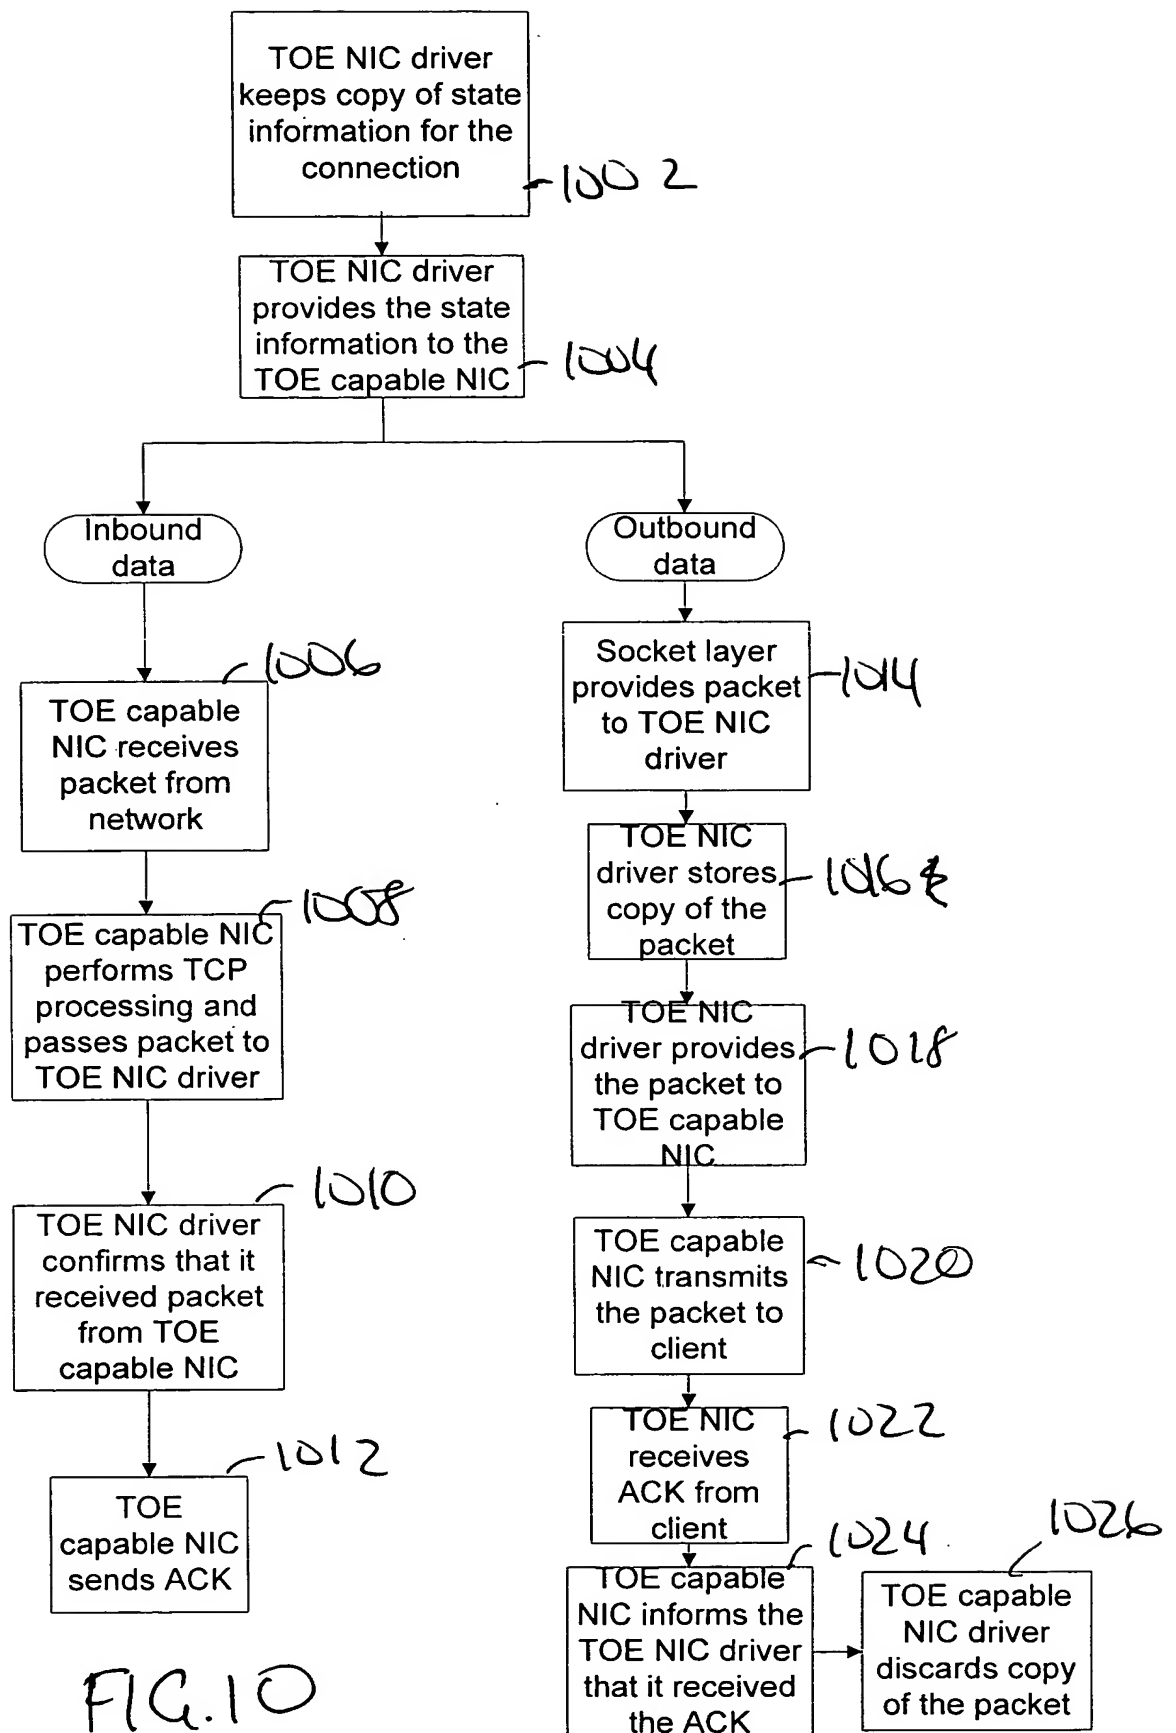 TOE NIC driver
keeps copy of state
information for the
connection
1002
TOE NIC driver
provides the state
information to the
TOE capable NIC
1004
Inbound
data
1006
TOE capable
NIC receives
packet from
network
1008
TOE capable NIC
performs TCP
processing and
passes packet to
TOE NIC driver
1010
TOE NIC driver
confirms that it
received packet
from TOE
capable NIC
1012
TOE
capable NIC
sends ACK
Outbound
data
Socket layer
provides packet
to TOE NIC
driver
1014
TOE NIC
driver stores
copy of the
packet
1016
TOE NIC
driver provides
the packet to
TOE capable
NIC
1018
TOE capable
NIC transmits
the packet to
client
1020
TOE NIC
receives
ACK from
client
1022
TOE capable
NIC informs the
TOE NIC driver
that it received
the ACK
1024
TOE capable
NIC driver
discards copy
of the packet
1026
FIG.10